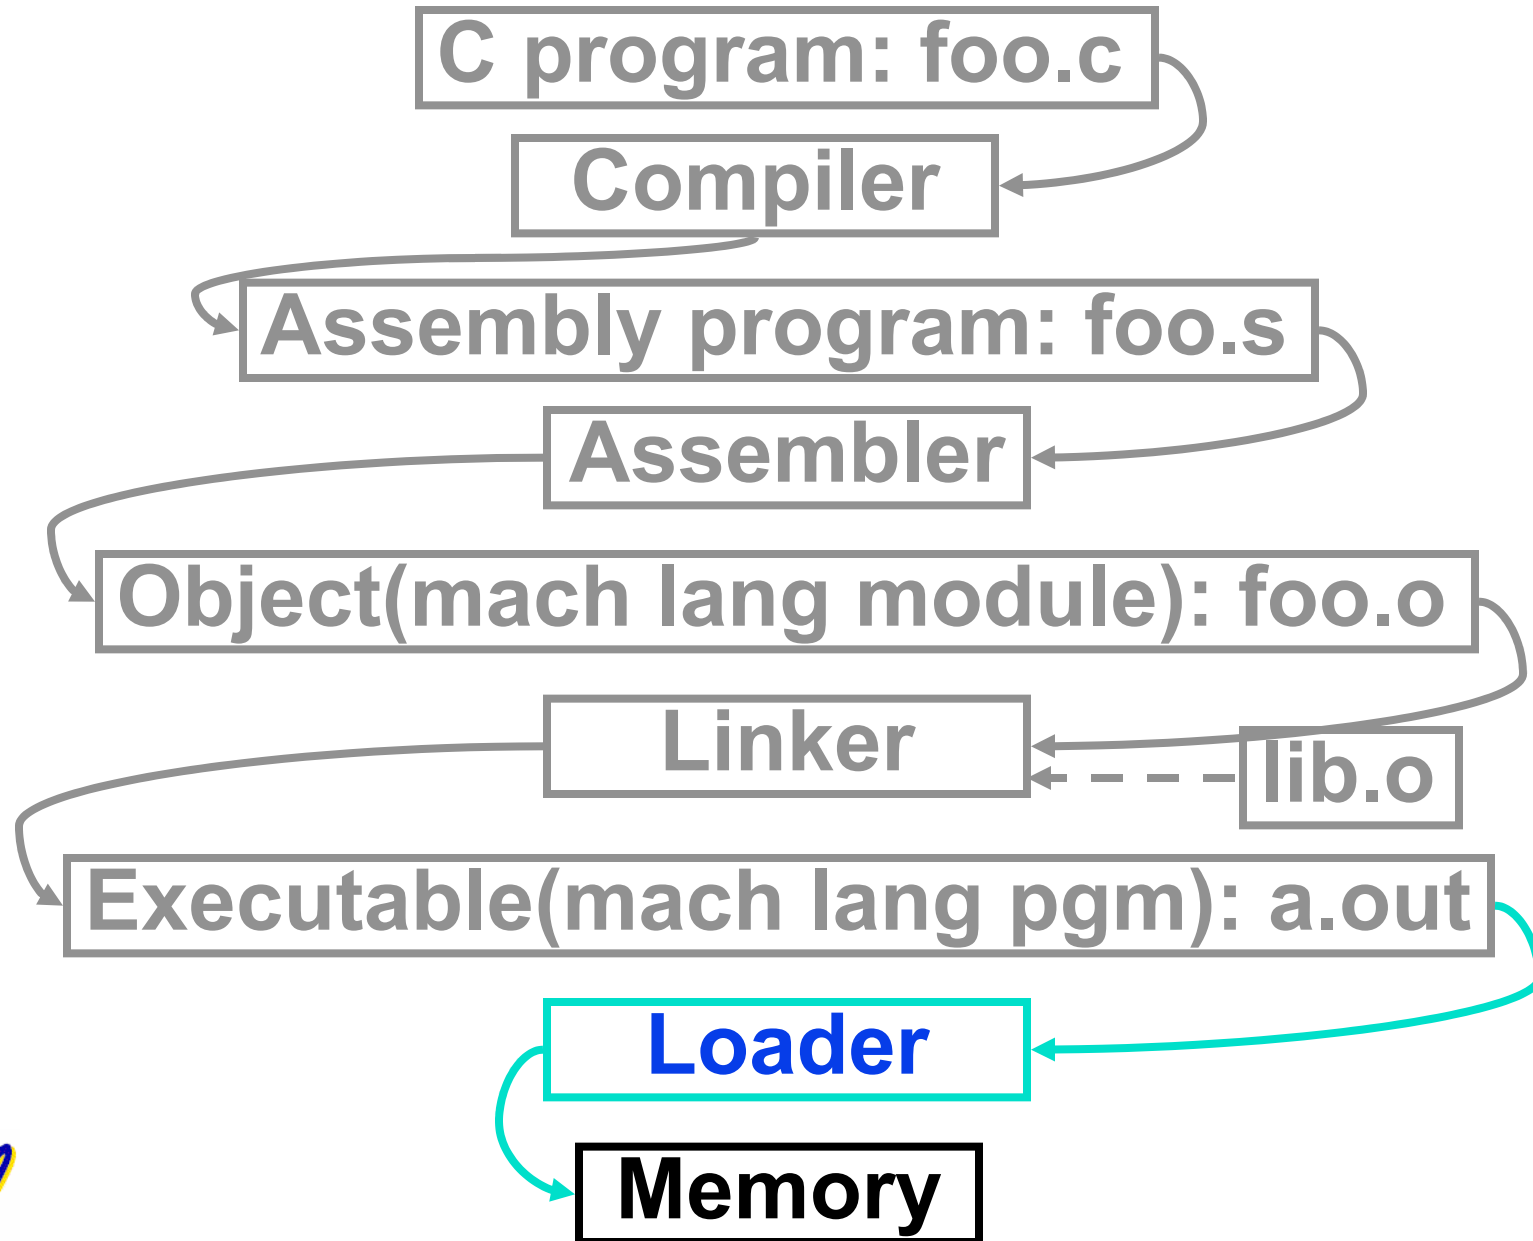 C program: foo.c
Compiler
Assembly program: foo.s
Assembler
Object(mach lang module): foo.o
Linker
lib.o
Executable(mach lang pgm): a.out
Loader
Memory